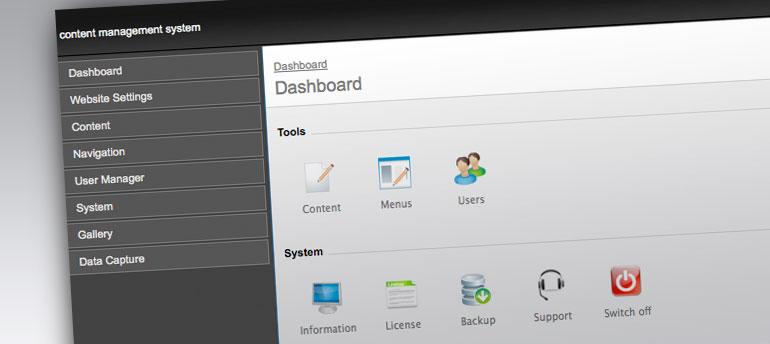 content management system
Dashboard
Website Settings
Content
Navigation
User Manager
System
Gallery
Data Capture
Dashboard
Dashboard
Tools
Content
Menus
Users
System
Information
License
Backup
Support
Switch off